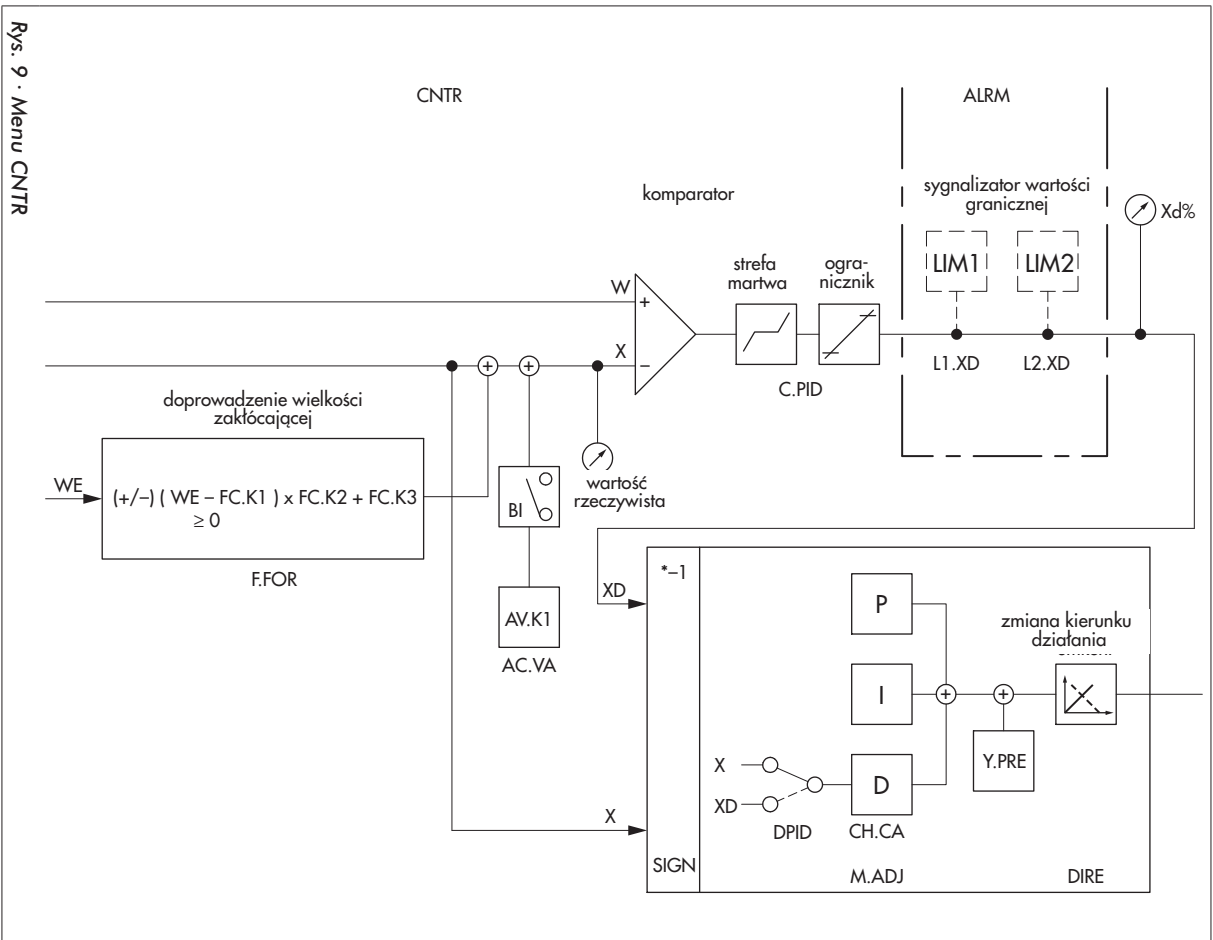 Rys. 9 · Menu CNTR
CNTR
ALRM
komparator
sygnalizator wartości
granicznej
Xd%
strefa
martwa
ogra-
nicznik
LIM1
LIM2
W
+
X
–
L1.XD
L2.XD
C.PID
doprowadzenie wielkości
zakłócającej
+
+
WE
(+/–) ( WE – FC.K1 ) x FC.K2 + FC.K3
≥ 0
F.FOR
BI
wartość
rzeczywista
AV.K1
AC.VA
XD
*–1
P
zmiana kierunku
działania
I
+
+
X
XD
DPID
D
CH.CA
Y.PRE
X
SIGN
M.ADJ
DIRE